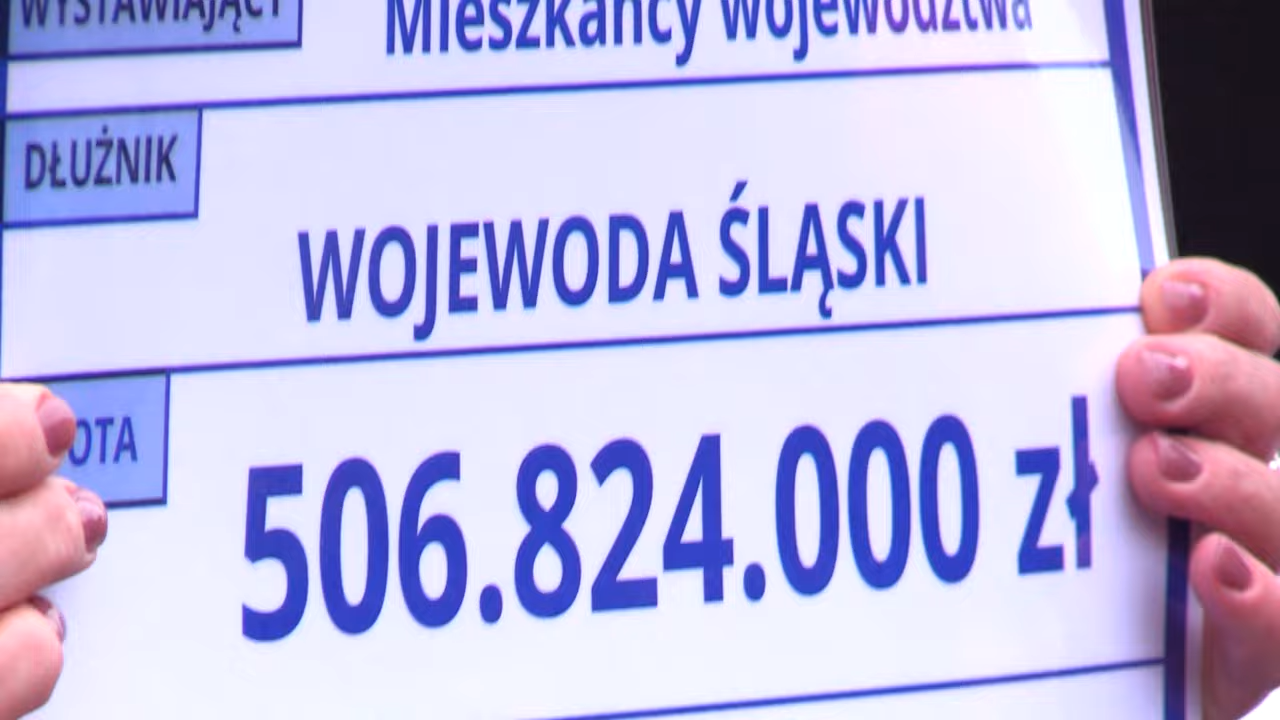 WYSTAWIAJĄCY
Mieszkańcy województwa
DŁUŻNIK
WOJEWODA ŚLĄSKI
OTA
506.824.000 zł